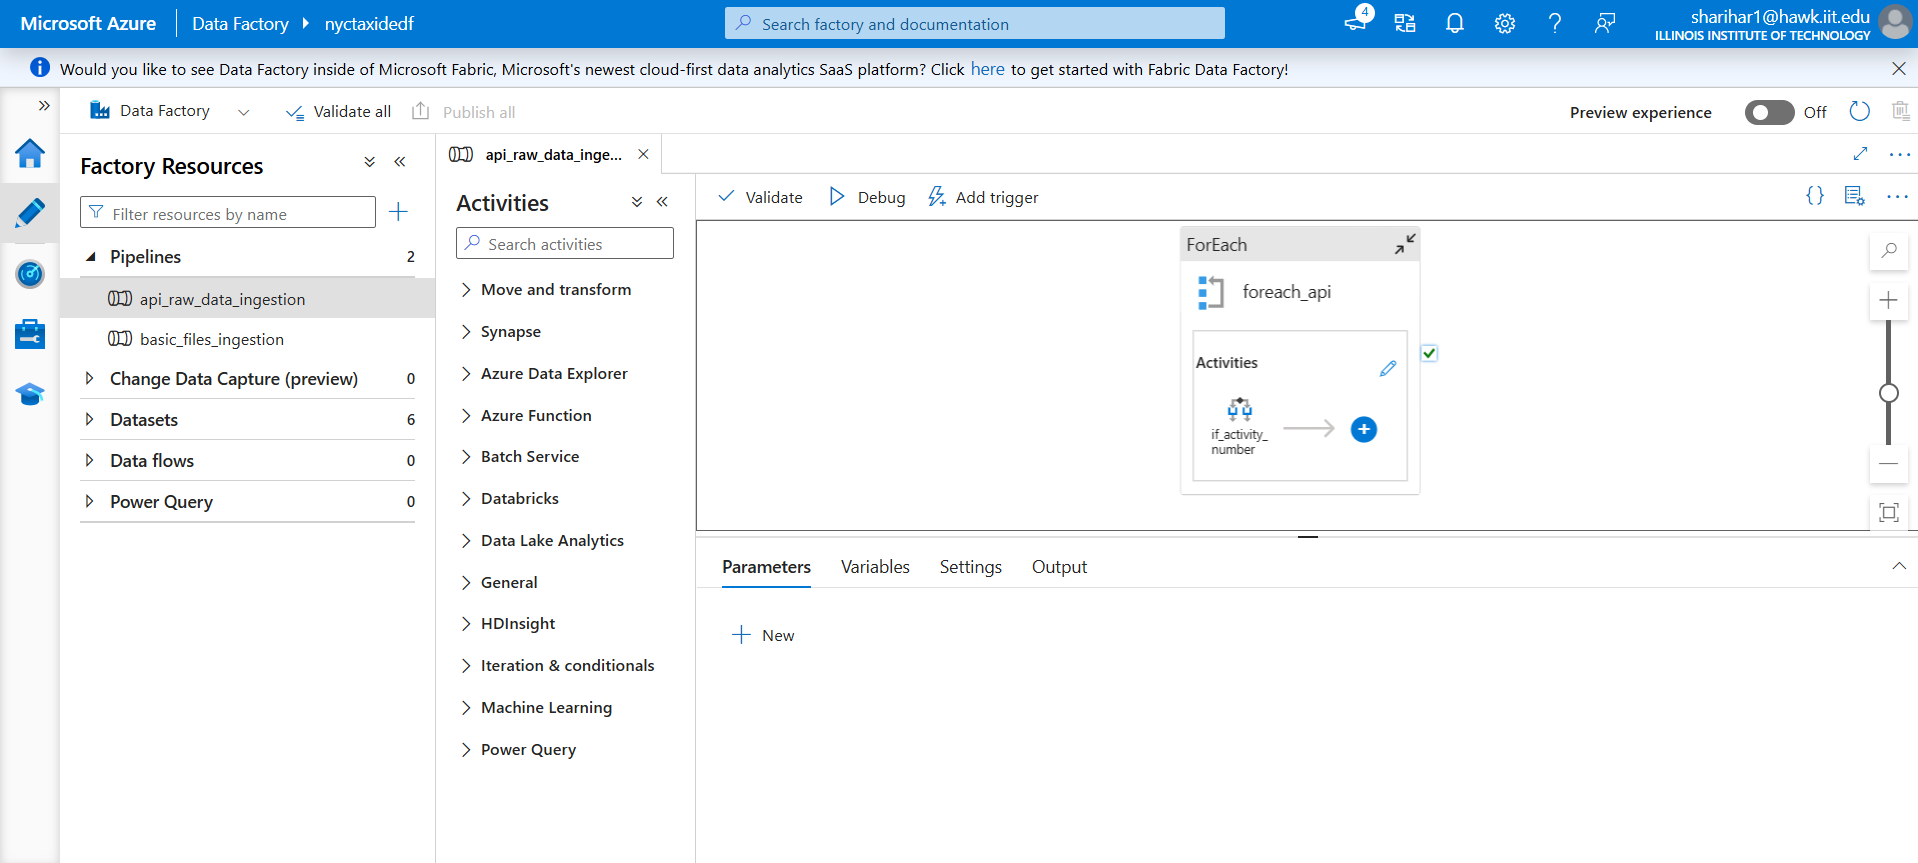 Microsoft Azure
Data Factory
nyctaxidedf
Search factory and documentation
4
sharihar1@hawk.iit.edu
ILLINOIS INSTITUTE OF TECHNOLOGY
Would you like to see Data Factory inside of Microsoft Fabric, Microsoft's newest cloud-first data analytics SaaS platform? Click here to get started with Fabric Data Factory!
Data Factory
Validate all
Publish all
Preview experience
Off
Factory Resources
Filter resources by name
Pipelines 2
api_raw_data_ingestion
basic_files_ingestion
Change Data Capture (preview) 0
Datasets 6
Data flows 0
Power Query 0
api_raw_data_inge...
Activities
Search activities
Move and transform
Synapse
Azure Data Explorer
Azure Function
Batch Service
Databricks
Data Lake Analytics
General
HDInsight
Iteration & conditionals
Machine Learning
Power Query
Validate
Debug
Add trigger
ForEach
foreach_api
Activities
if_activity_
number
Parameters
Variables
Settings
Output
New